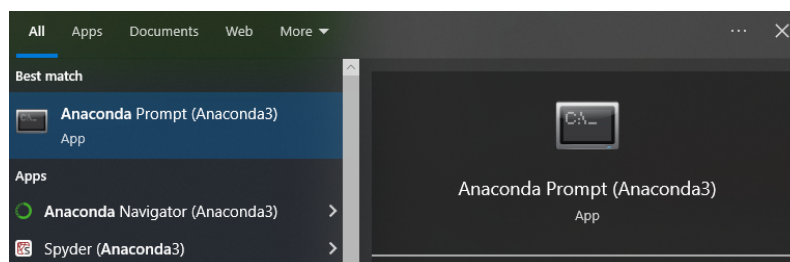 All Apps Documents Web More ...
Best match
Anaconda Prompt (Anaconda3)
App
Apps
Anaconda Navigator (Anaconda3)
Spyder (Anaconda3)
C:\_
Anaconda Prompt (Anaconda3)
App